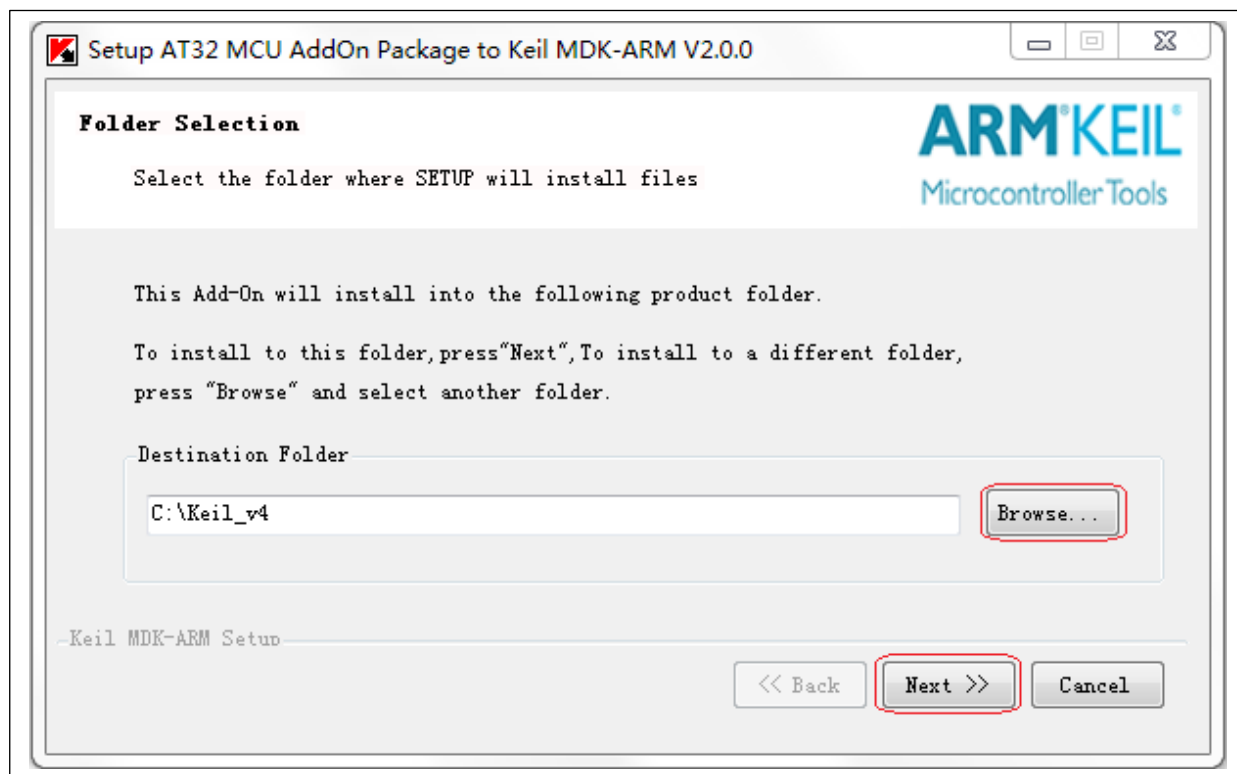 Setup AT32 MCU AddOn Package to Keil MDK-ARM V2.0.0
Folder Selection
Select the folder where SETUP will install files
ARM®KEIL®
Microcontroller Tools
This Add-On will install into the following product folder.
To install to this folder,press"Next",To install to a different folder,
press "Browse" and select another folder.
Destination Folder
C:\Keil_v4
Browse...
Keil MDK-ARM Setup
<< Back
Next >>
Cancel